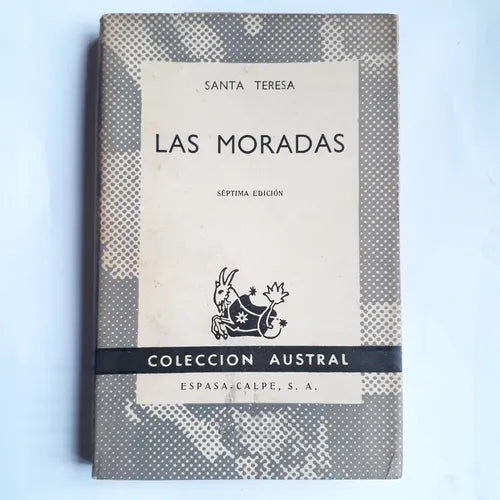 SANTA TERESA
LAS MORADAS
SÉPTIMA EDICIÓN
COLECCION AUSTRAL
ESPASA-CALPE, S. A.